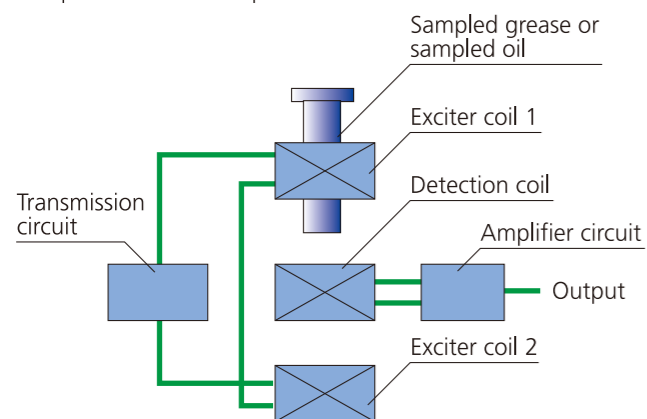 Sampled grease or
sampled oil
Exciter coil 1
Detection coil
Transmission
circuit
Amplifier circuit
Output
Exciter coil 2